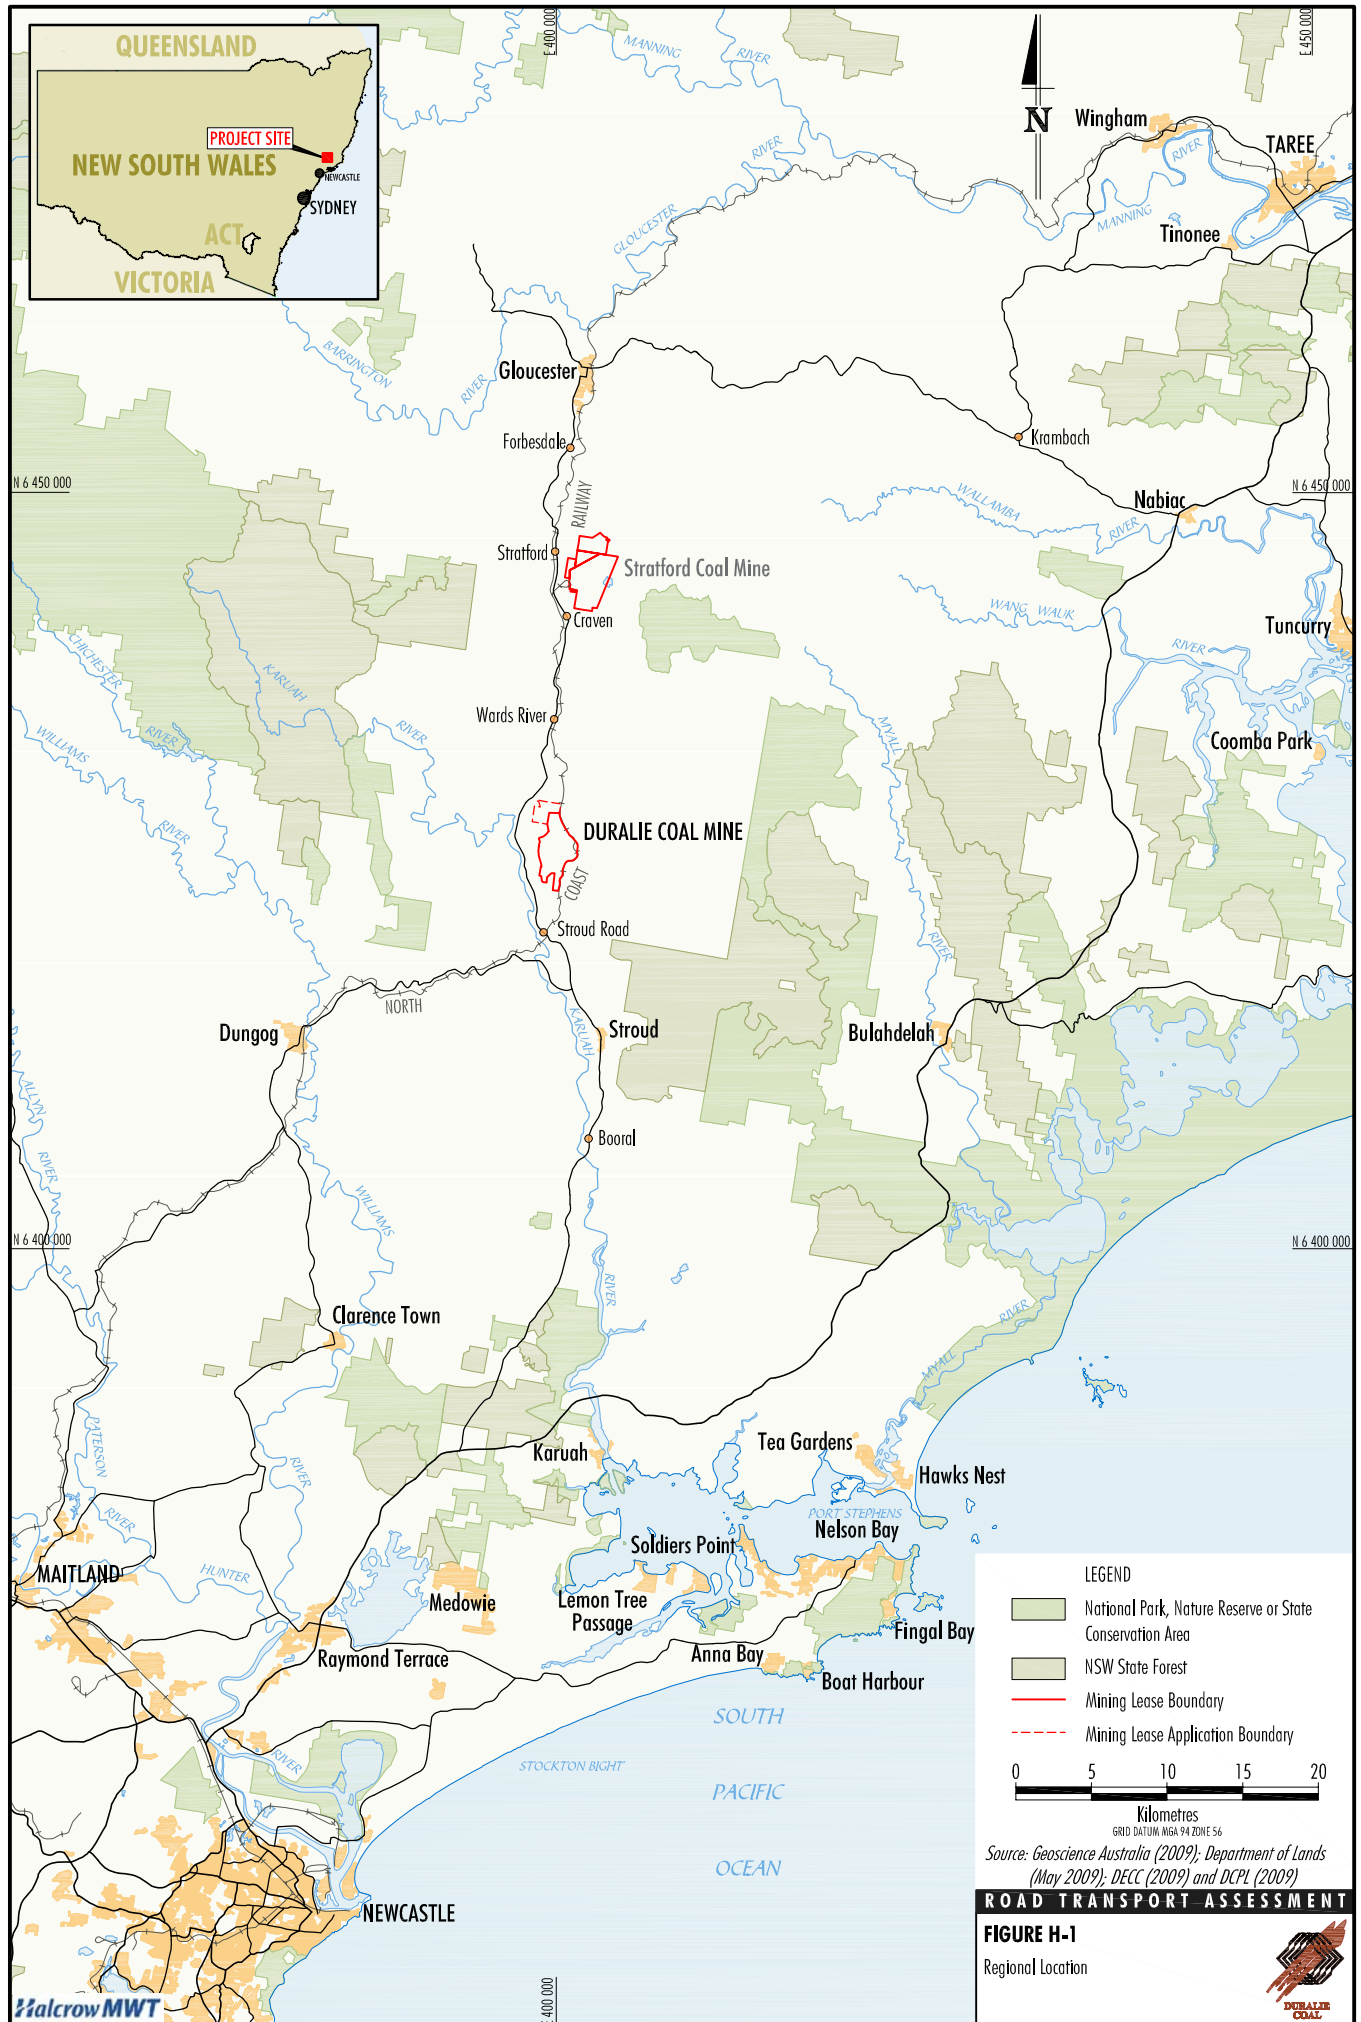 QUEENSLAND
PROJECT SITE
NEW SOUTH WALES
NEWCASTLE
SYDNEY
ACT
VICTORIA
E 400 000
E 450 000
MANNING
RIVER
N
Wingham
TAREE
RIVER
MANNING
Tinonee
RIVER
GLOUCESTER
BARRINGTON
RIVER
Gloucester
Forbesdale
Krambach
N 6 450 000
N 6 450 000
RAILWAY
WALLAMBA
RIVER
Nabiac
Stratford
Stratford Coal Mine
Craven
WANG WAUK
RIVER
Tuncurry
CHICHESTER
RIVER
KARUAH
RIVER
Wards River
MYALL
RIVER
Coomba Park
WILLIAMS
RIVER
DURALIE COAL MINE
COAST
Stroud Road
NORTH
Dungog
KARUAH
RIVER
Stroud
Bulahdelah
ALLYN
RIVER
Booral
WILLIAMS
RIVER
N 6 400 000
N 6 400 000
Clarence Town
MYALL
RIVER
PATERSON
RIVER
Karuah
Tea Gardens
Hawks Nest
PORT STEPHENS
Nelson Bay
Soldiers Point
MAITLAND
HUNTER
RIVER
Medowie
Lemon Tree
Passage
Fingal Bay
Raymond Terrace
Anna Bay
Boat Harbour
SOUTH
PACIFIC
OCEAN
STOCKTON BIGHT
NEWCASTLE
E 400 000
LEGEND
National Park, Nature Reserve or State
Conservation Area
NSW State Forest
Mining Lease Boundary
Mining Lease Application Boundary
0 5 10 15 20
Kilometres
GRID DATUM MGA 94 ZONE 56
Source: Geoscience Australia (2009); Department of Lands
(May 2009); DECC (2009) and DCPL (2009)
ROAD TRANSPORT ASSESSMENT
FIGURE H-1
Regional Location
DURALIE
COAL
Halcrow MWT